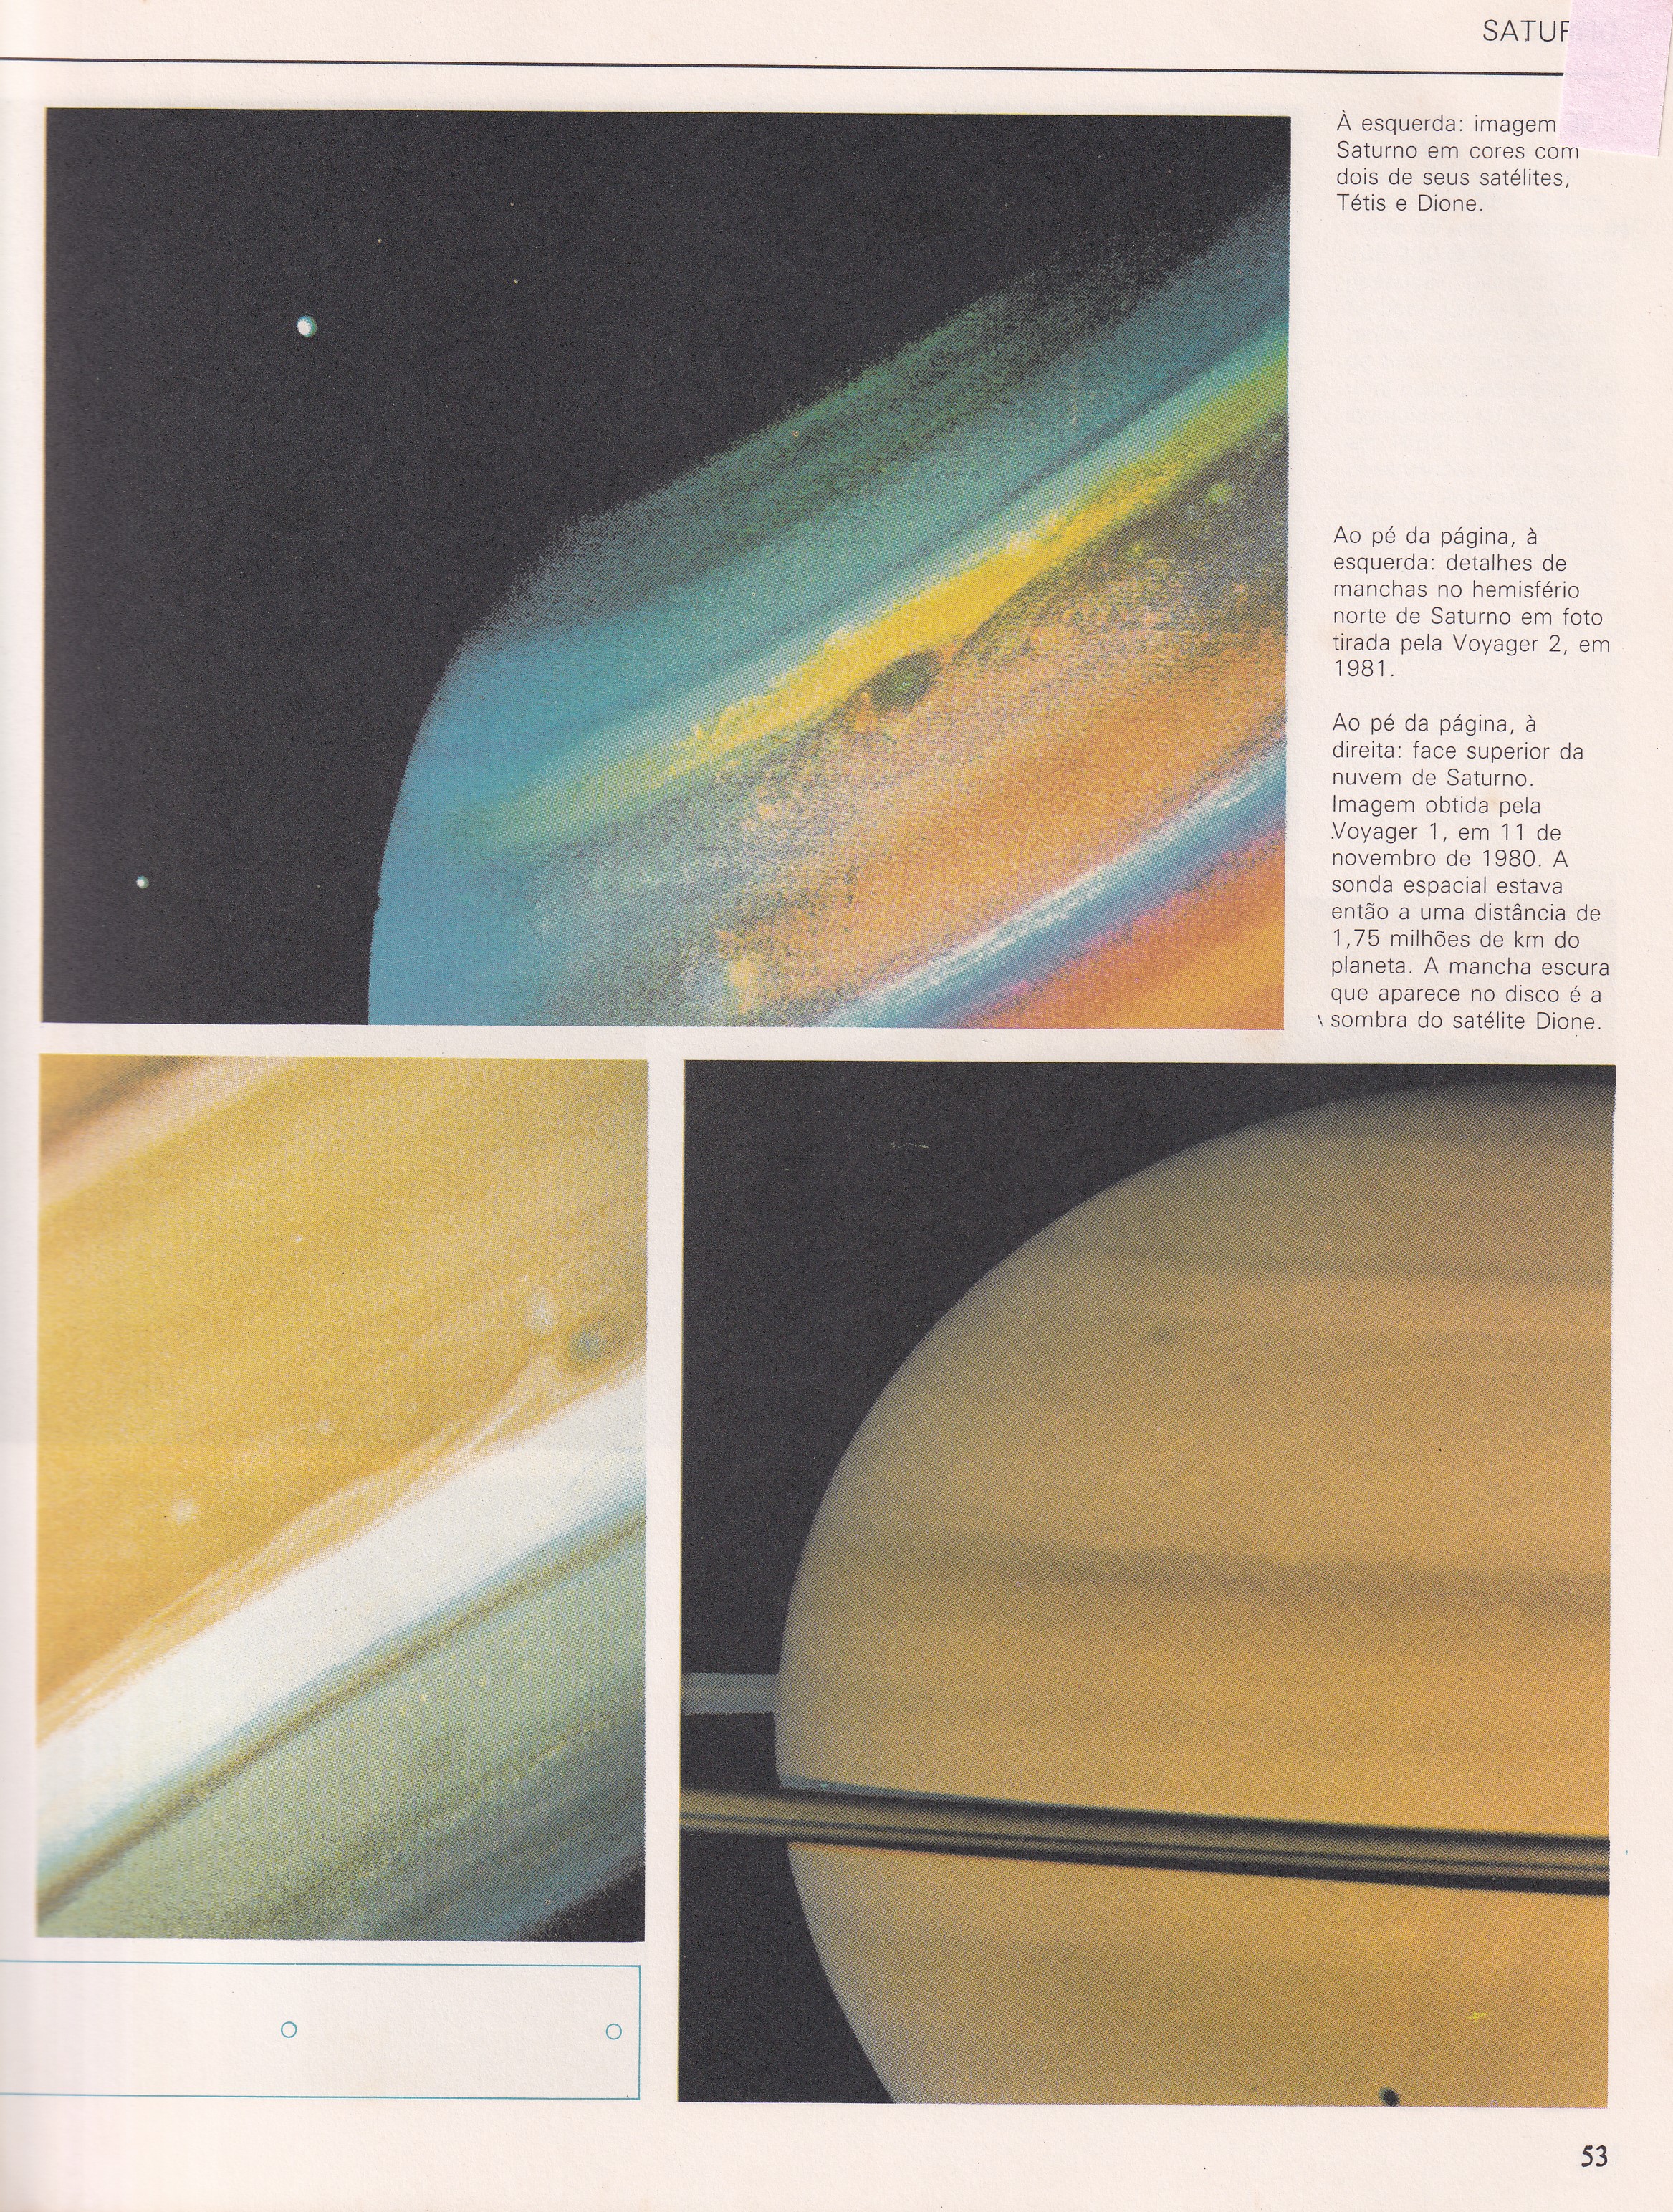 À esquerda: imagem
Saturno em cores com
dois de seus satélites,
Tétis e Dione.
Ao pé da página, à
esquerda: detalhes de
manchas no hemisfério
norte de Saturno em foto
tirada pela Voyager 2, em
1981.
Ao pé da página, à
direita: face superior da
nuvem de Saturno.
Imagem obtida pela
Voyager 1, em 11 de
novembro de 1980. A
sonda espacial estava
então a uma distância de
1,75 milhões de km do
planeta. A mancha escura
que aparece no disco é a
sombra do satélite Dione.
53